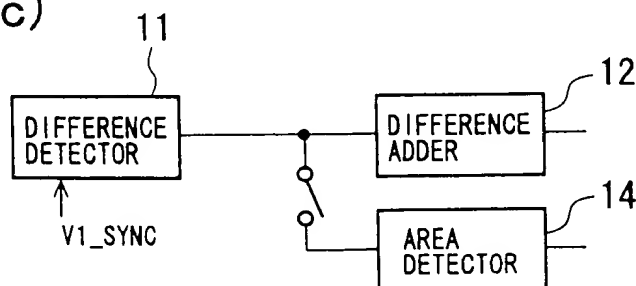 c)
11
12
DIFFERENCE
DETECTOR
DIFFERENCE
ADDER
14
V1_SYNC
AREA
DETECTOR